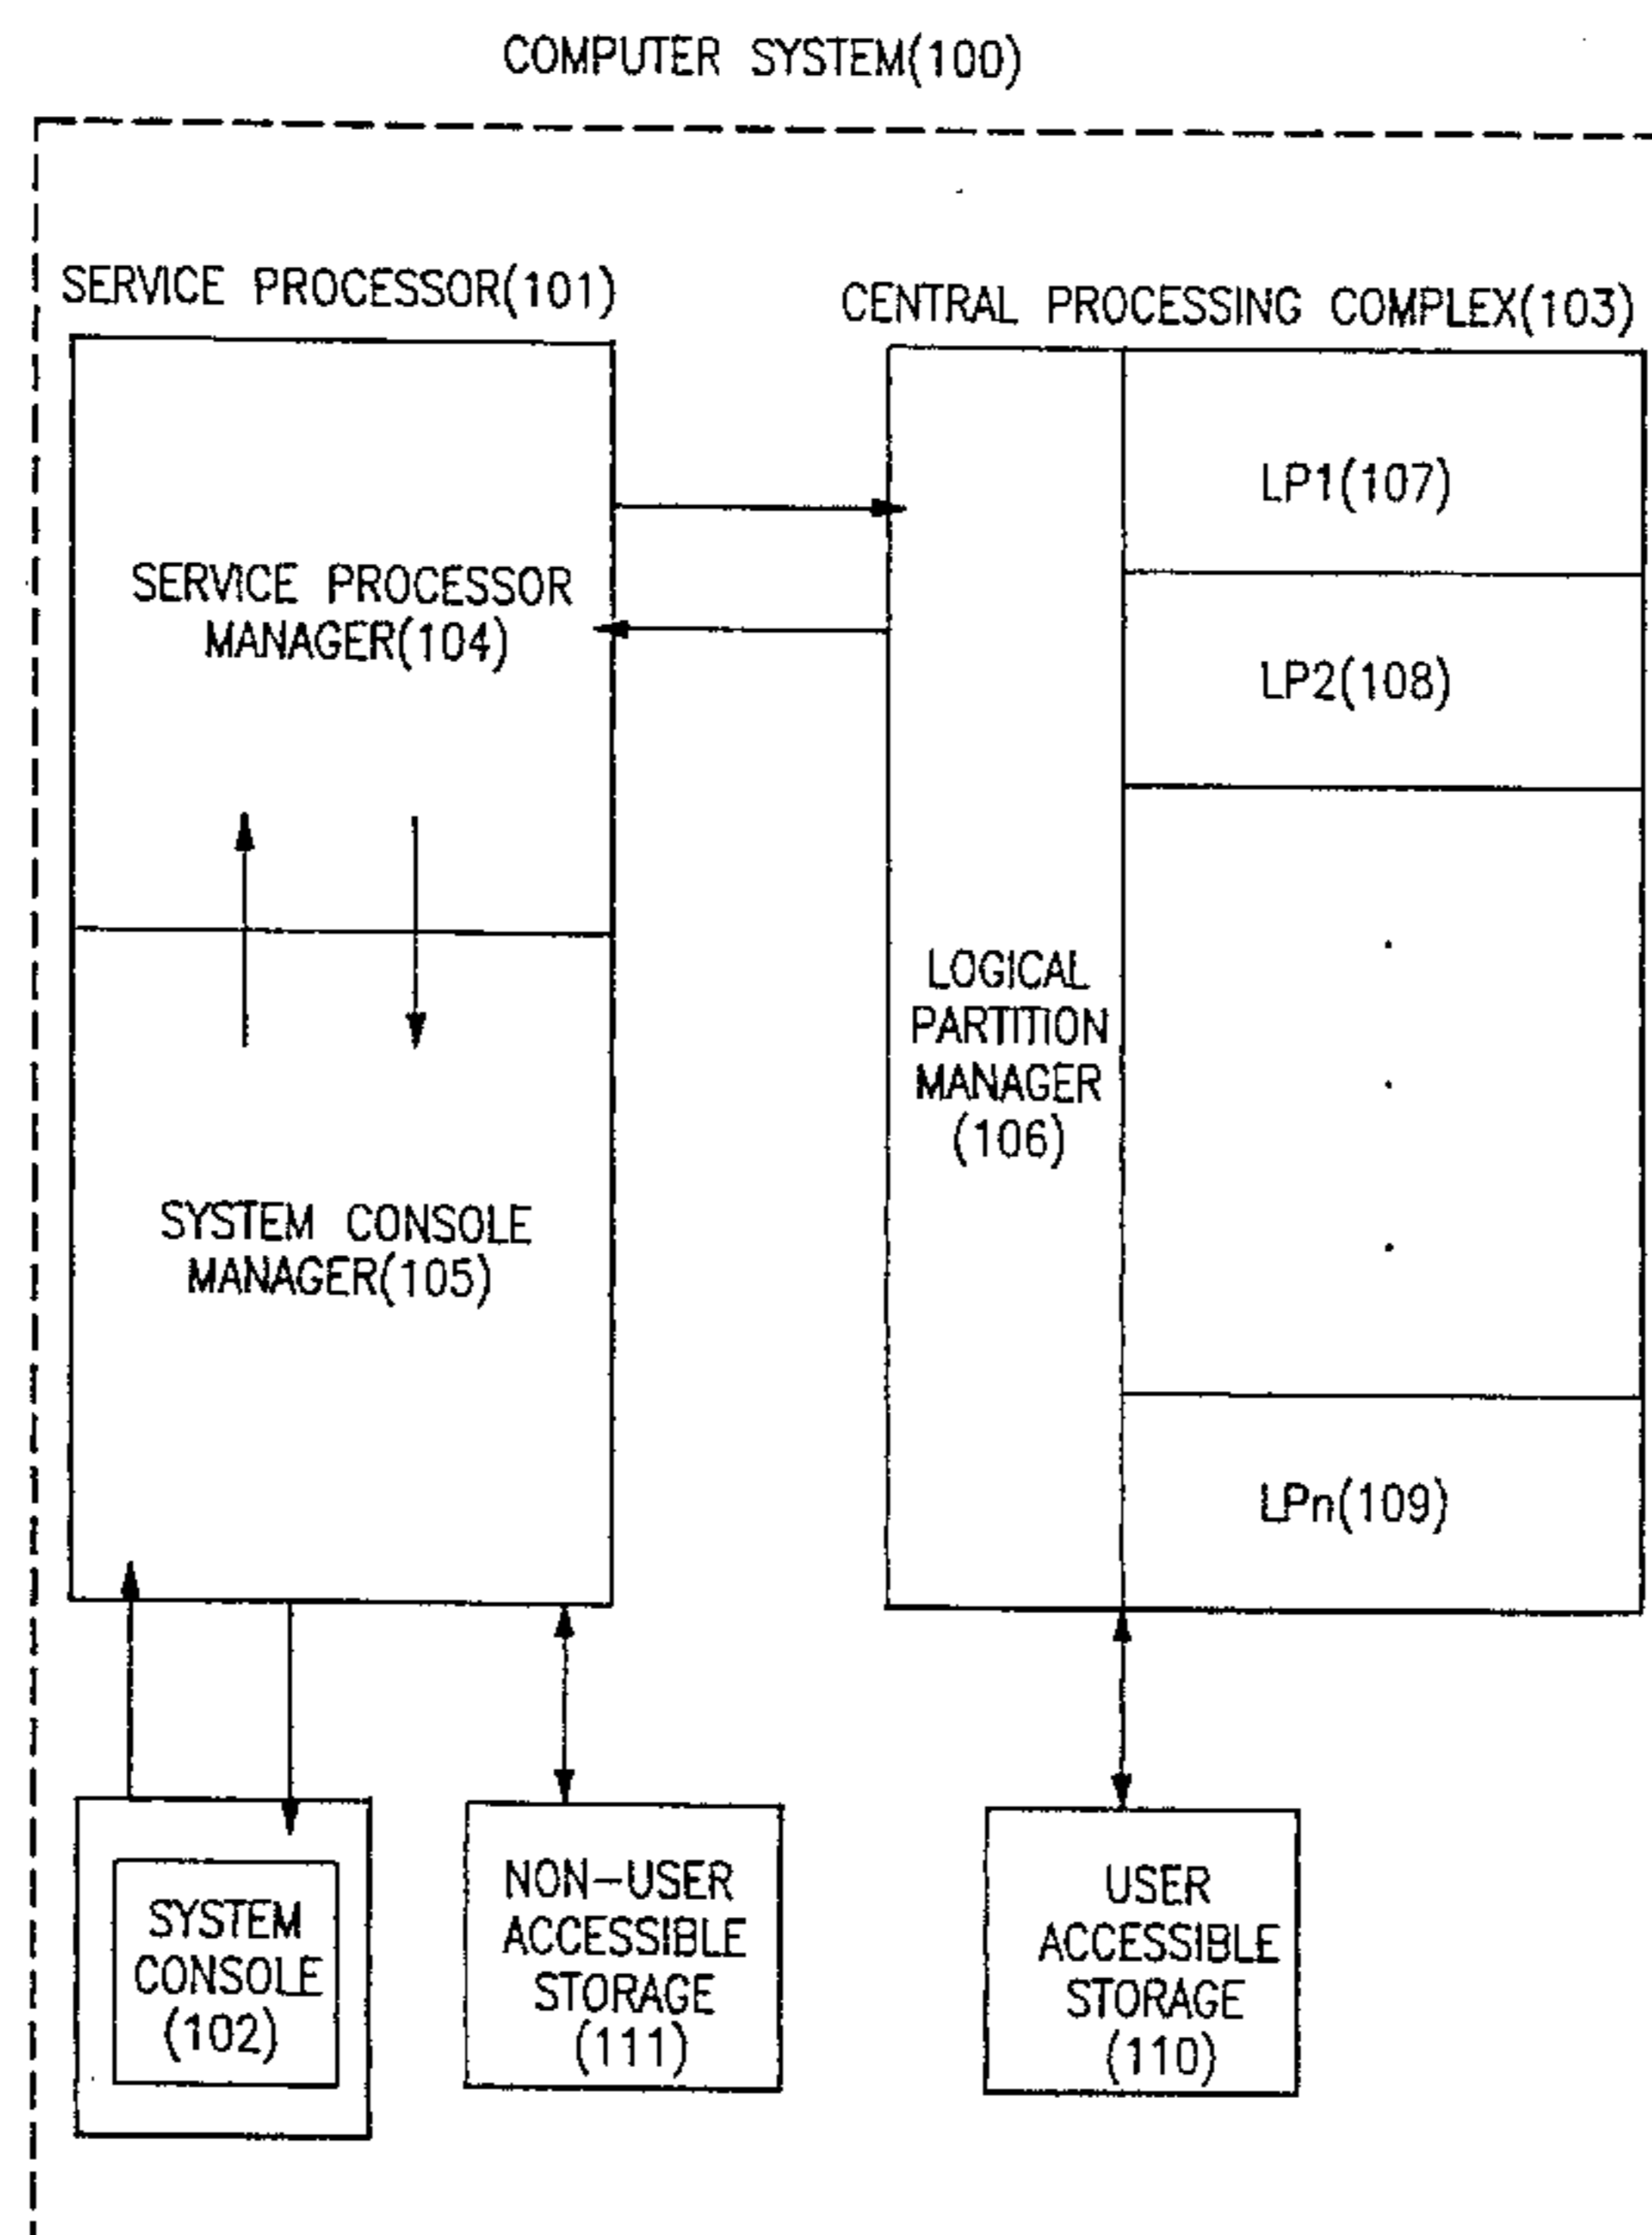 COMPUTER SYSTEM(100)
SERVICE PROCESSOR(101)
CENTRAL PROCESSING COMPLEX(103)
SERVICE PROCESSOR
MANAGER(104)
SYSTEM CONSOLE
MANAGER(105)
LOGICAL
PARTITION
MANAGER
(106)
LP1(107)
LP2(108)
LPn(109)
SYSTEM
CONSOLE
(102)
NON-USER
ACCESSIBLE
STORAGE
(111)
USER
ACCESSIBLE
STORAGE
(110)